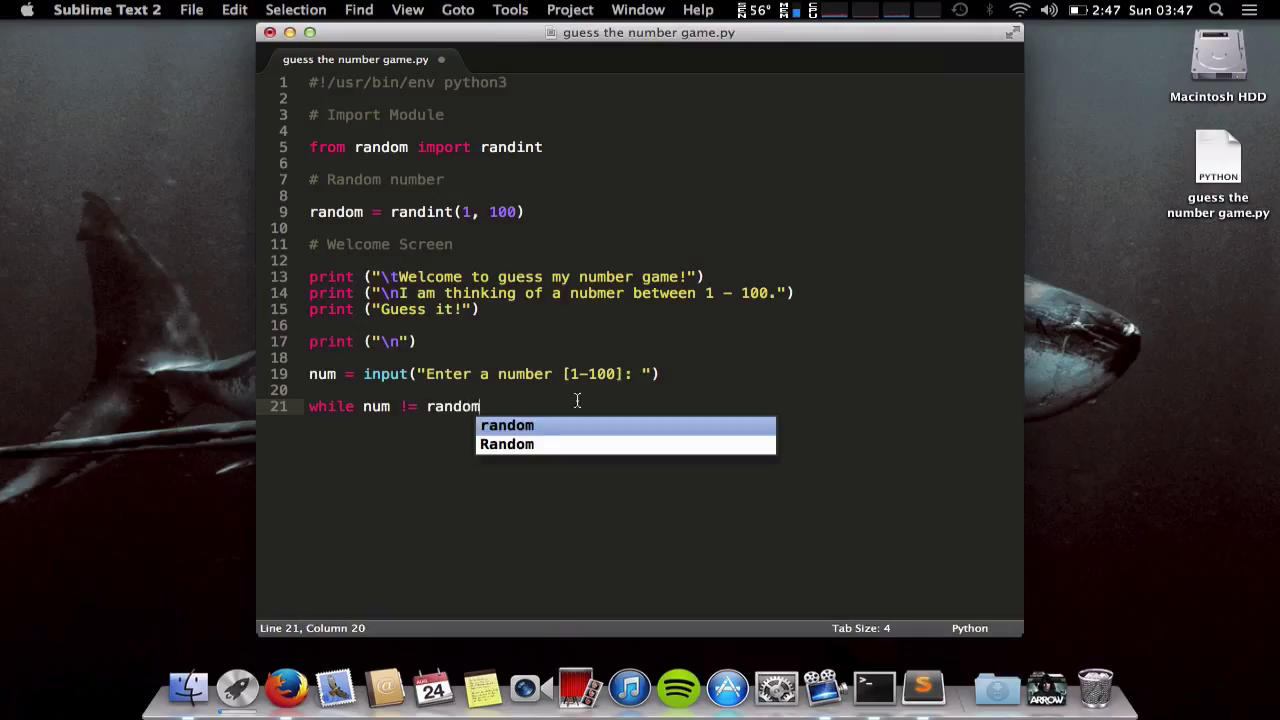 Sublime Text 2 File Edit Selection Find View Goto Tools Project Window Help 56° 2:47 Sun 03:47
guess the number game.py
guess the number game.py
1 #!/usr/bin/env python3
2
3 # Import Module
4
5 from random import randint
6
7 # Random number
8
9 random = randint(1, 100)
10
11 # Welcome Screen
12
13 print ("\tWelcome to guess my number game!")
14 print ("\nI am thinking of a nubmer between 1 - 100.")
15 print ("Guess it!")
16
17 print ("\n")
18
19 num = input("Enter a number [1-100]: ")
20
21 while num != random
random
Random
Line 21, Column 20 Tab Size: 4 Python
Macintosh HDD
PYTHON
guess the
number game.py
AUG
24
ARROW